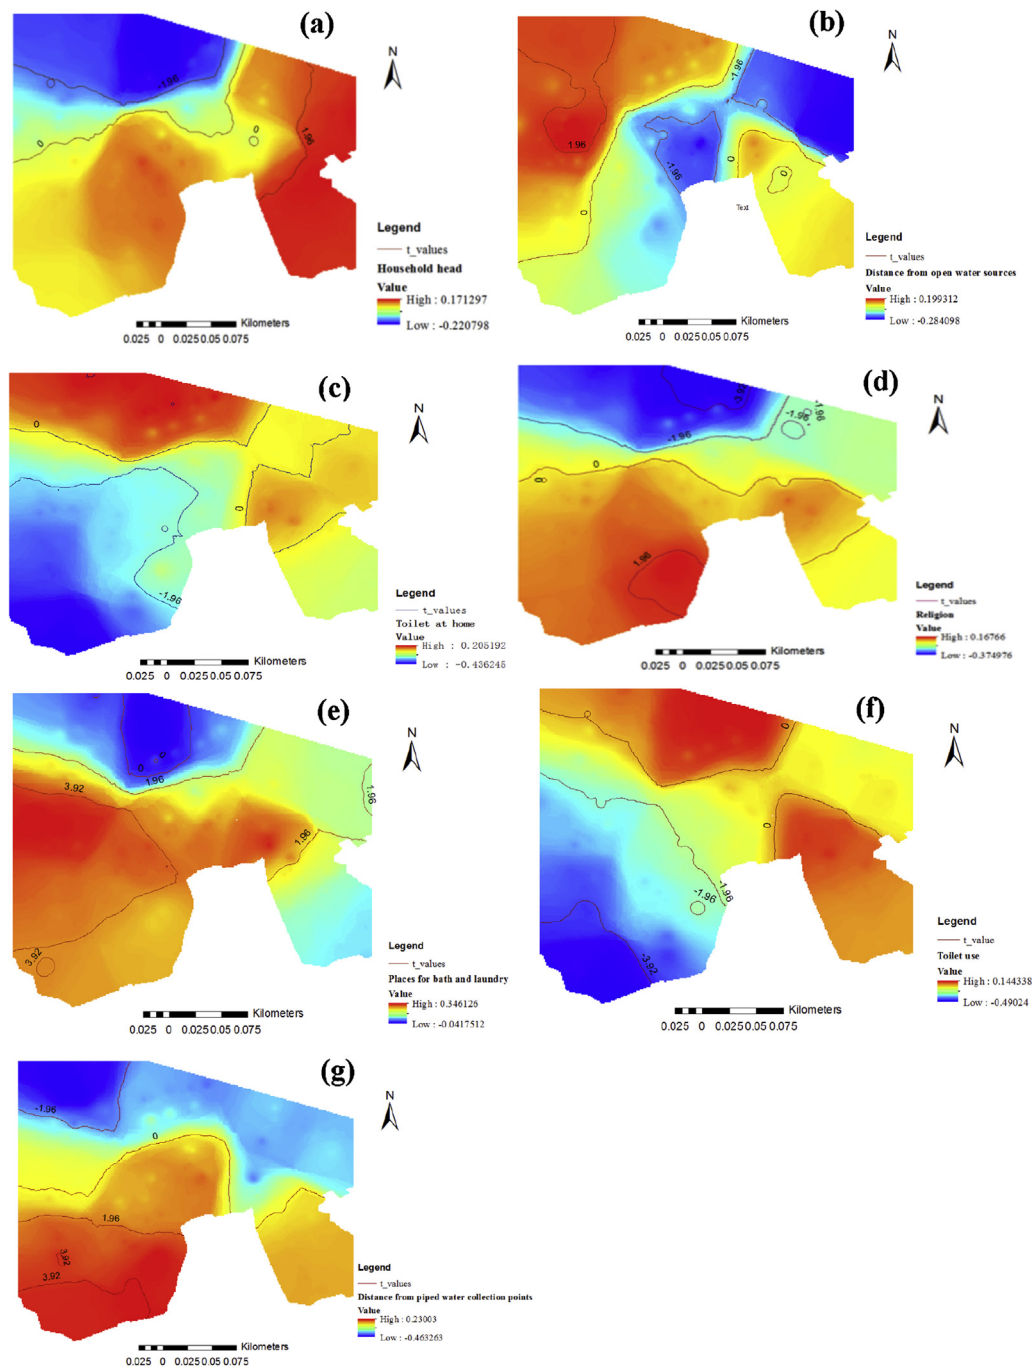 (a)
N
-1.96
0
0
1.96
Legend
t_values
Household head
Value
High : 0.171297
Low : -0.220798
Kilometers
0.025 0 0.025 0.05 0.075
(b)
N
-1.96
1.96
-1.96
0
0
0
Text
Legend
t_values
Distance from open water sources
Value
High : 0.199312
Low : -0.284098
Kilometers
0.025 0 0.025 0.05 0.075
(c)
N
0
0
-1.96
Legend
t_values
Toilet at home
Value
High : 0.205192
Low : -0.436245
Kilometers
0.025 0 0.025 0.05 0.075
(d)
N
-3.92
-1.96
-1.96
-1.96
0
0
1.96
Legend
t_values
Religion
Value
High : 0.16766
Low : -0.374976
Kilometers
0.025 0 0.025 0.05 0.075
(e)
N
0
0
1.96
3.92
1.96
1.96
3.92
Legend
t_values
Places for bath and laundry
Value
High : 0.346126
Low : -0.0417512
Kilometers
0.025 0 0.025 0.05 0.075
(f)
N
0
0
-1.96
-1.96
-3.92
Legend
t_value
Toilet use
Value
High : 0.144338
Low : -0.49024
Kilometers
0.025 0 0.025 0.05 0.075
(g)
N
-1.96
0
1.96
3.92
3.92
Legend
t_values
Distance from piped water collection points
Value
High : 0.23003
Low : -0.463263
Kilometers
0.025 0 0.025 0.05 0.075